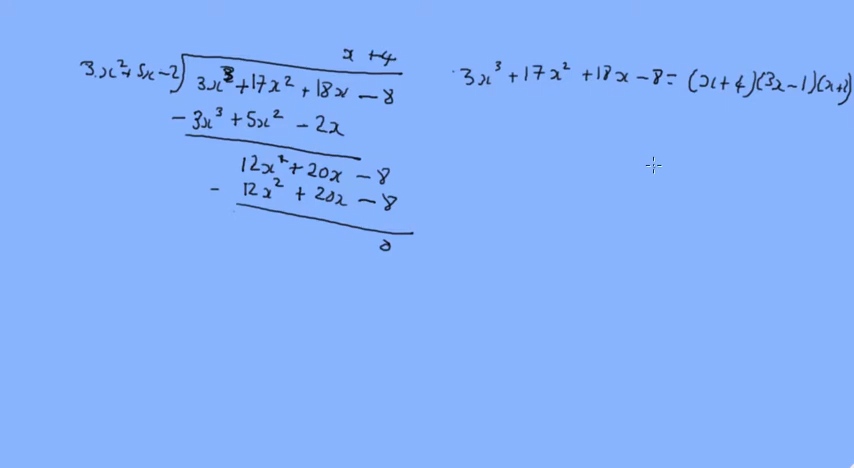 x + 4
3x² + 5x - 2) 3x³ + 17x² + 18x - 8
- 3x³ + 5x² - 2x
12x² + 20x - 8
- 12x² + 20x - 8
0
3x³ + 17x² + 18x - 8 = (x + 4)(3x - 1)(x + 2)